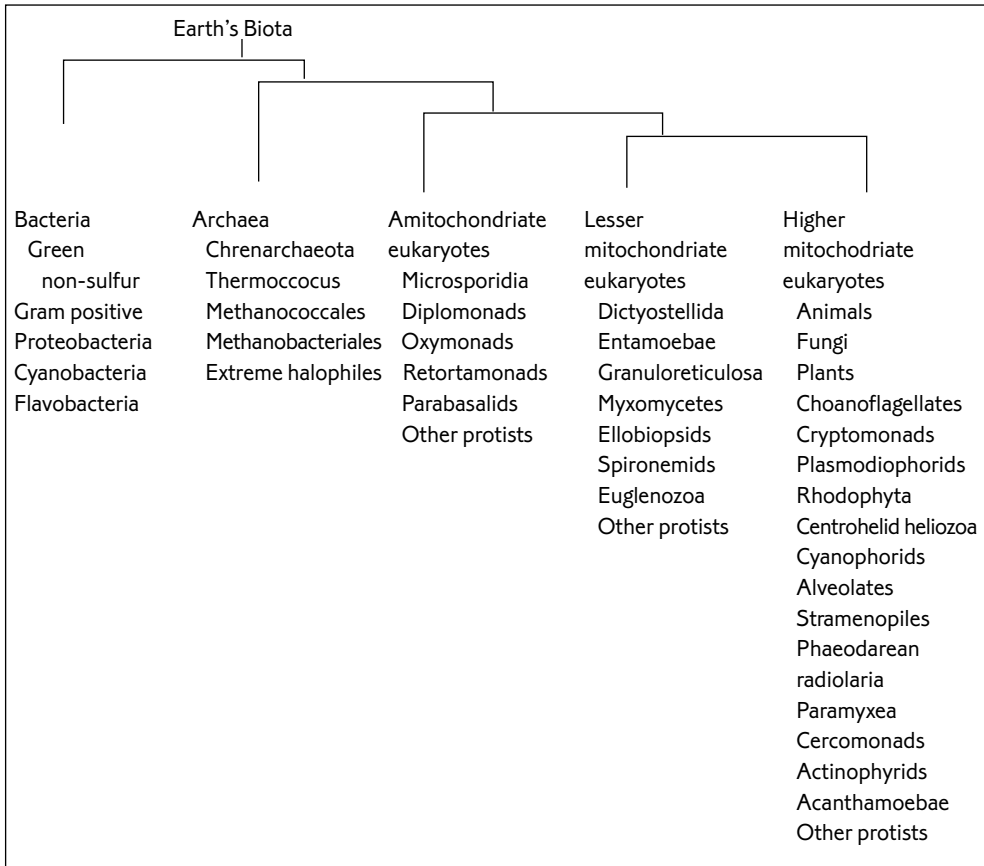 Earth's Biota
Bacteria
Green
non-sulfur
Gram positive
Proteobacteria
Cyanobacteria
Flavobacteria
Archaea
Chrenarchaeota
Thermoccocus
Methanococcales
Methanobacteriales
Extreme halophiles
Amitochondriate
eukaryotes
Microsporidia
Diplomonads
Oxymonads
Retortamonads
Parabasalids
Other protists
Lesser
mitochondriate
eukaryotes
Dictyostellida
Entamoebae
Granuloreticulosa
Myxomycetes
Ellobiopsids
Spironemids
Euglenozoa
Other protists
Higher
mitochodriate
eukaryotes
Animals
Fungi
Plants
Choanoflagellates
Cryptomonads
Plasmodiophorids
Rhodophyta
Centrohelid heliozoa
Cyanophorids
Alveolates
Stramenopiles
Phaeodarean
radiolaria
Paramyxea
Cercomonads
Actinophyrids
Acanthamoebae
Other protists